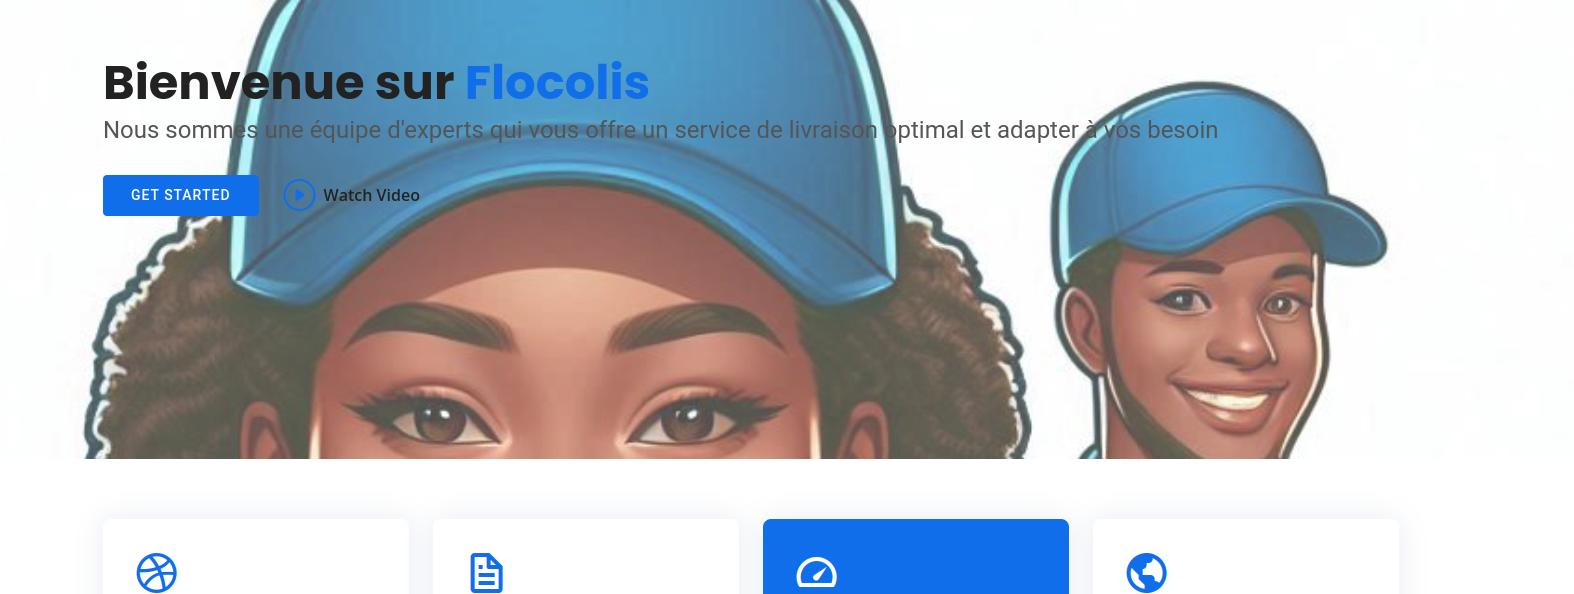 Bienvenue sur Flocolis
Nous sommes une équipe d'experts qui vous offre un service de livraison optimal et adapter à vos besoin
GET STARTED
Watch Video